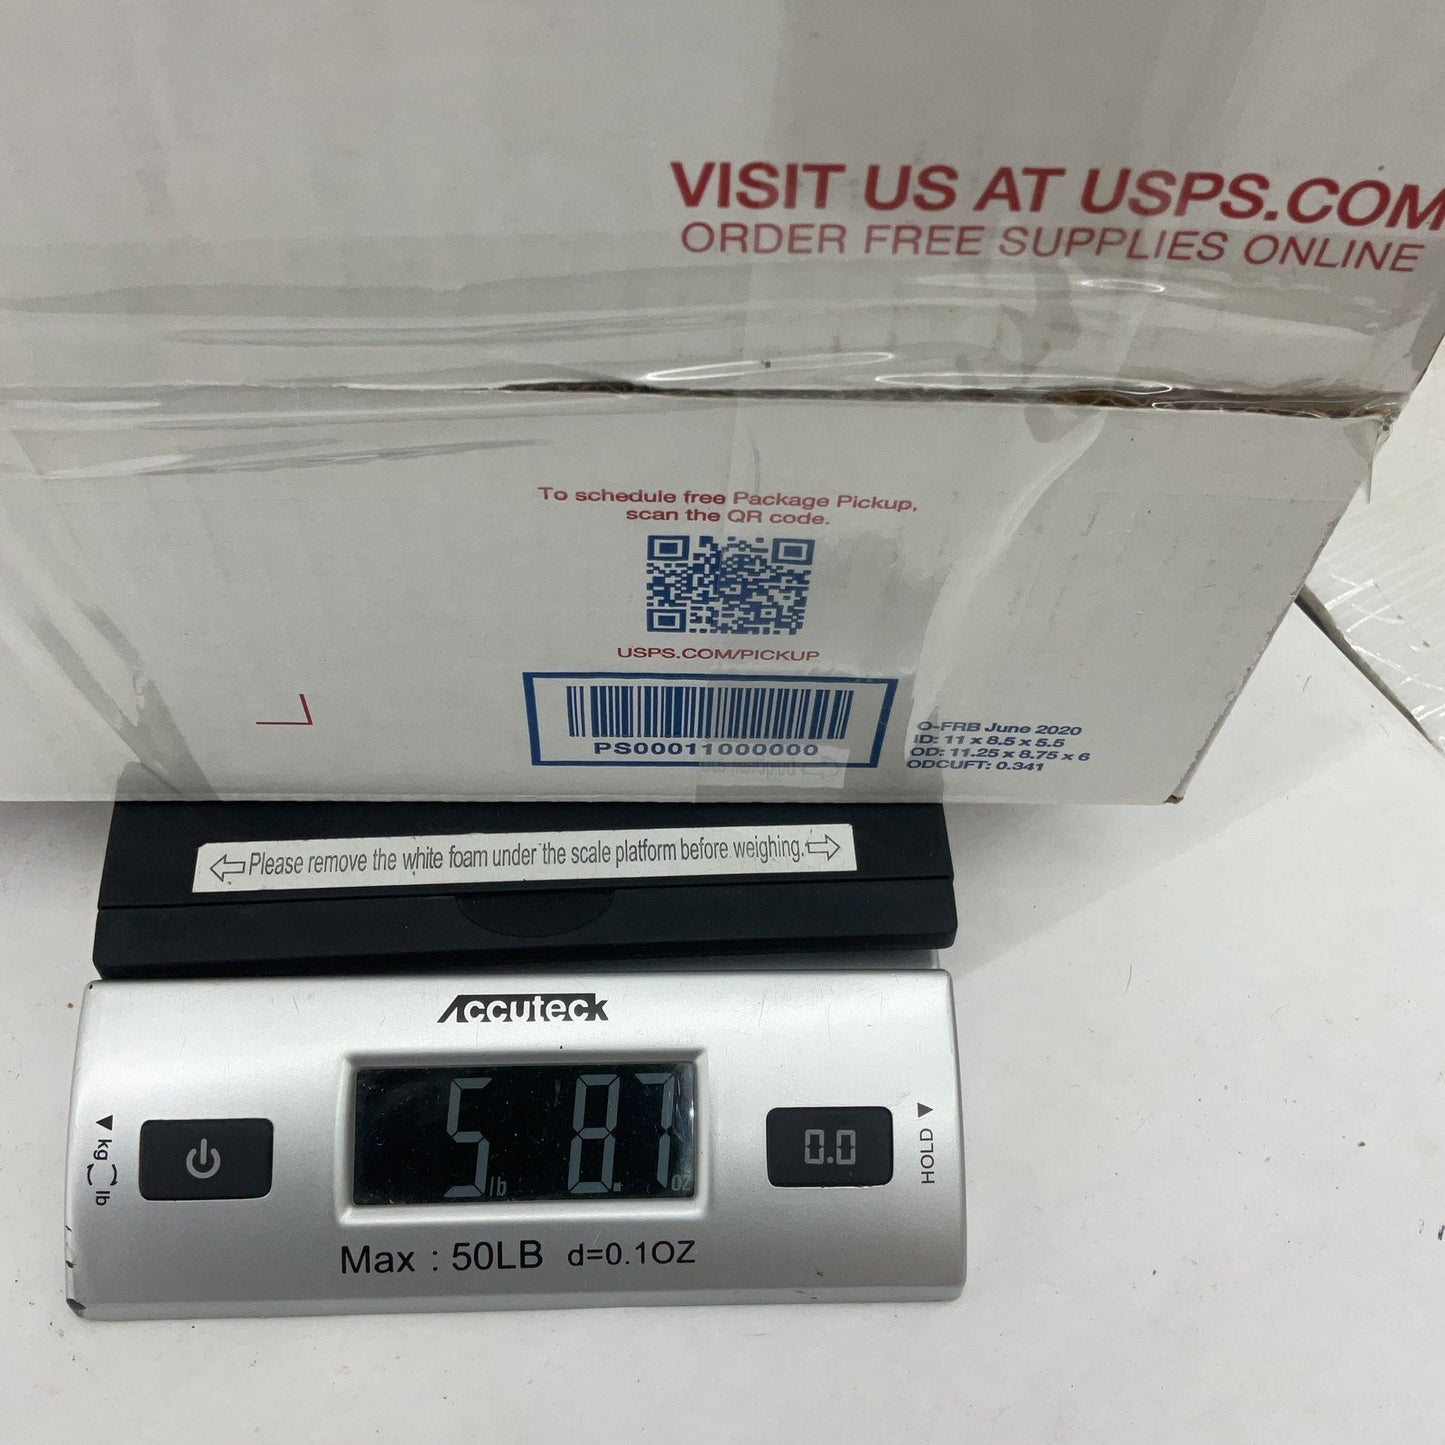 VISIT US AT USPS.COM
ORDER FREE SUPPLIES ONLINE
To schedule free Package Pickup,
scan the QR code.
USPS.COM/PICKUP
PS00011000000
O-FRB June 2020
ID: 11 x 8.5 x 5.5
OD: 11.25 x 8.75 x 6
ODCUFT: 0.341
Please remove the white foam under the scale platform before weighing.
Accuteck
kg lb
5 lb 8.7 oz
0.0
HOLD
Max : 50LB d=0.1OZ